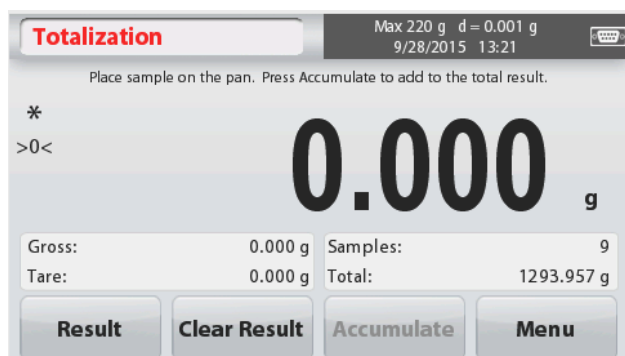 Totalization
Max 220 g d = 0.001 g
9/28/2015 13:21
Place sample on the pan. Press Accumulate to add to the total result.
*
>0<
0.000 g
Gross: 0.000 g
Tare: 0.000 g
Samples: 9
Total: 1293.957 g
Result Clear Result Accumulate Menu